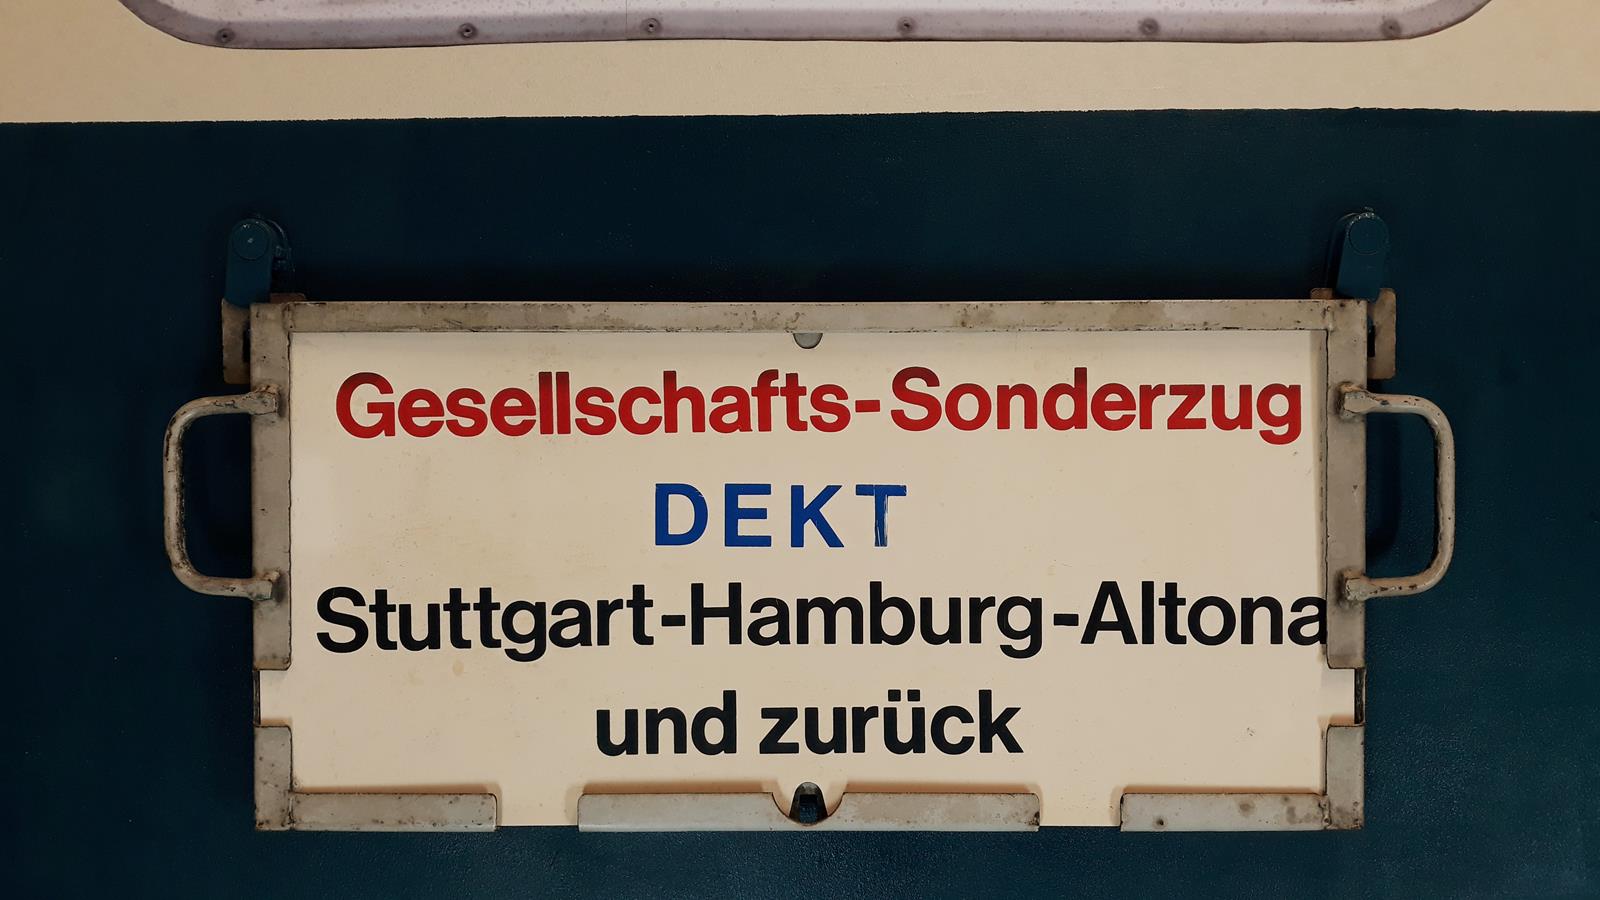 Gesellschafts-Sonderzug
DEKT
Stuttgart-Hamburg-Altona
und zurück